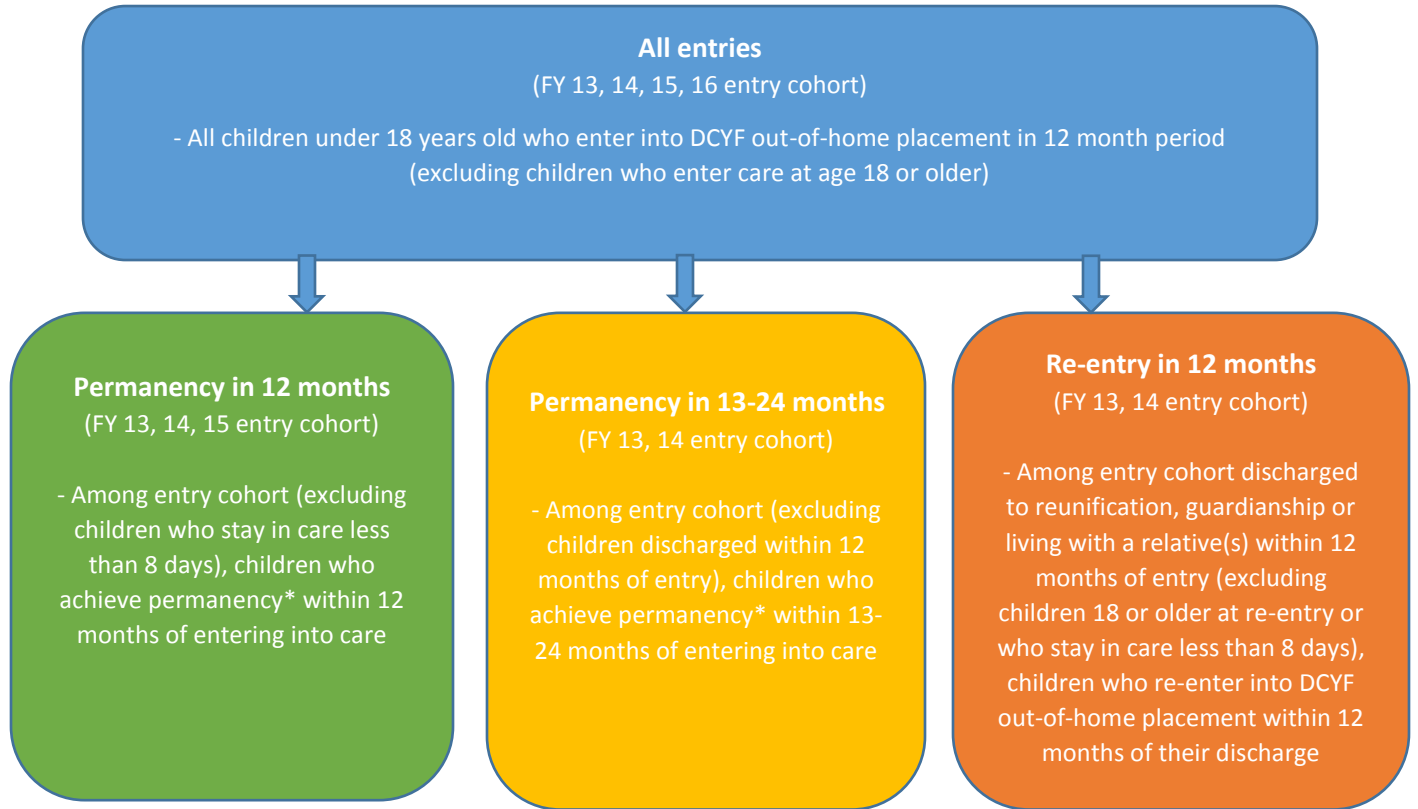 All entries
(FY 13, 14, 15, 16 entry cohort)
- All children under 18 years old who enter into DCYF out-of-home placement in 12 month period
(excluding children who enter care at age 18 or older)
Permanency in 12 months
(FY 13, 14, 15 entry cohort)
- Among entry cohort (excluding
children who stay in care less
than 8 days), children who
achieve permanency* within 12
months of entering into care
Permanency in 13-24 months
(FY 13, 14 entry cohort)
- Among entry cohort (excluding
children discharged within 12
months of entry), children who
achieve permanency* within 13-
24 months of entering into care
Re-entry in 12 months
(FY 13, 14 entry cohort)
- Among entry cohort discharged
to reunification, guardianship or
living with a relative(s) within 12
months of entry (excluding
children 18 or older at re-entry or
who stay in care less than 8 days),
children who re-enter into DCYF
out-of-home placement within 12
months of their discharge